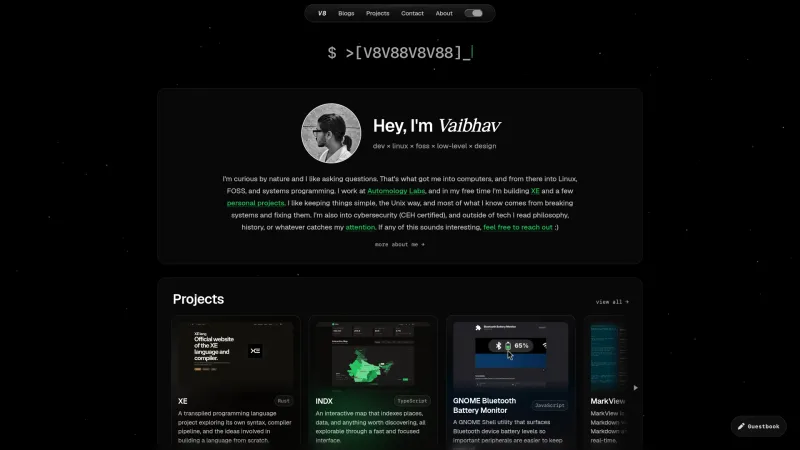 V8 Blogs Projects Contact About
$ >[V8V88V8V88]_
Hey, I'm Vaibhav
dev × linux × foss × low-level × design
I'm curious by nature and I like asking questions. That's what got me into computers, and from there into Linux,
FOSS, and systems programming. I work at Automology Labs, and in my free time I'm building XE and a few
personal projects. I like keeping things simple, the Unix way, and most of what I know comes from breaking
systems and fixing them. I'm also into cybersecurity (CEH certified), and outside of tech I read philosophy,
history, or whatever catches my attention. If any of this sounds interesting, feel free to reach out :)
more about me →
Projects
view all →
Official website
of the XE
language and
compiler.
XE
Rust
A transpiled programming language
project exploring its own syntax, compiler
pipeline, and the ideas involved in
building a language from scratch.
INDX
TypeScript
An interactive map that indexes places,
data, and anything worth discovering, all
explorable through a fast and focused
interface.
Bluetooth Battery Monitor
65%
GNOME Bluetooth
Battery Monitor
JavaScript
A GNOME Shell utility that surfaces
Bluetooth device battery levels so
important peripherals are easier to keep
MarkView
MarkView is
Markdown
Markdown
real-time.
Guestbook